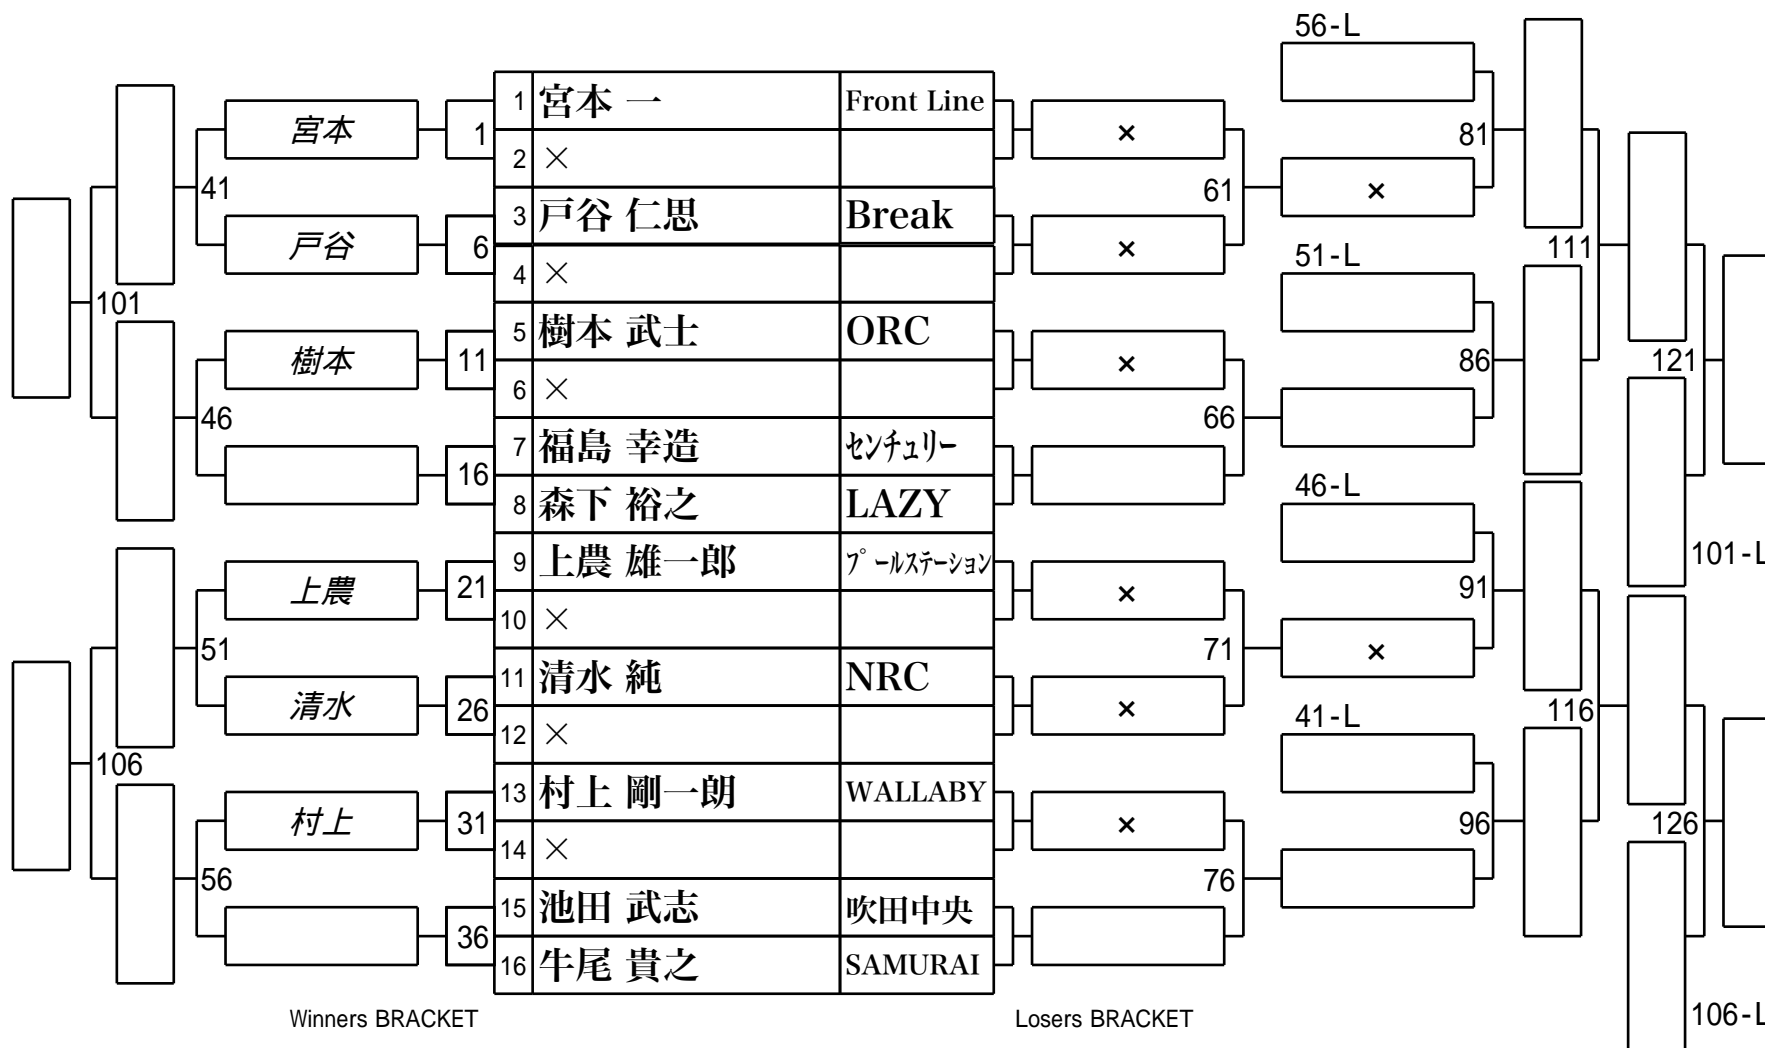 56-L
1 宮本 一 Front Line
宮本 1 × 81
2 ×
41 61 ×
3 戸谷 仁思 Break
戸谷 6 × 111
51-L
4 ×
101
5 樹本 武士 ORC
樹本 11 × 86 121
6 ×
46 66
7 福島 幸造 センチュリー
16
46-L
8 森下 裕之 LAZY
9 上農 雄一郎 プールステーション 101-L
上農 21 × 91
10 ×
51 71 ×
11 清水 純 NRC
清水 26 × 116
41-L
12 ×
106
13 村上 剛一朗 WALLABY
村上 31 × 96 126
14 ×
56 76
15 池田 武志 吹田中央
36
16 牛尾 貴之 SAMURAI
106-L
Winners BRACKET Losers BRACKET